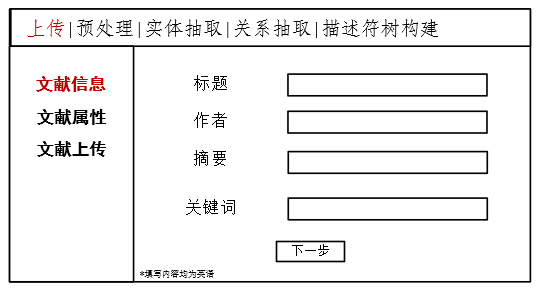 上传|预处理|实体抽取|关系抽取|描述符树构建
文献信息
文献属性
文献上传
标题
作者
摘要
关键词
下一步
*填写内容均为英语